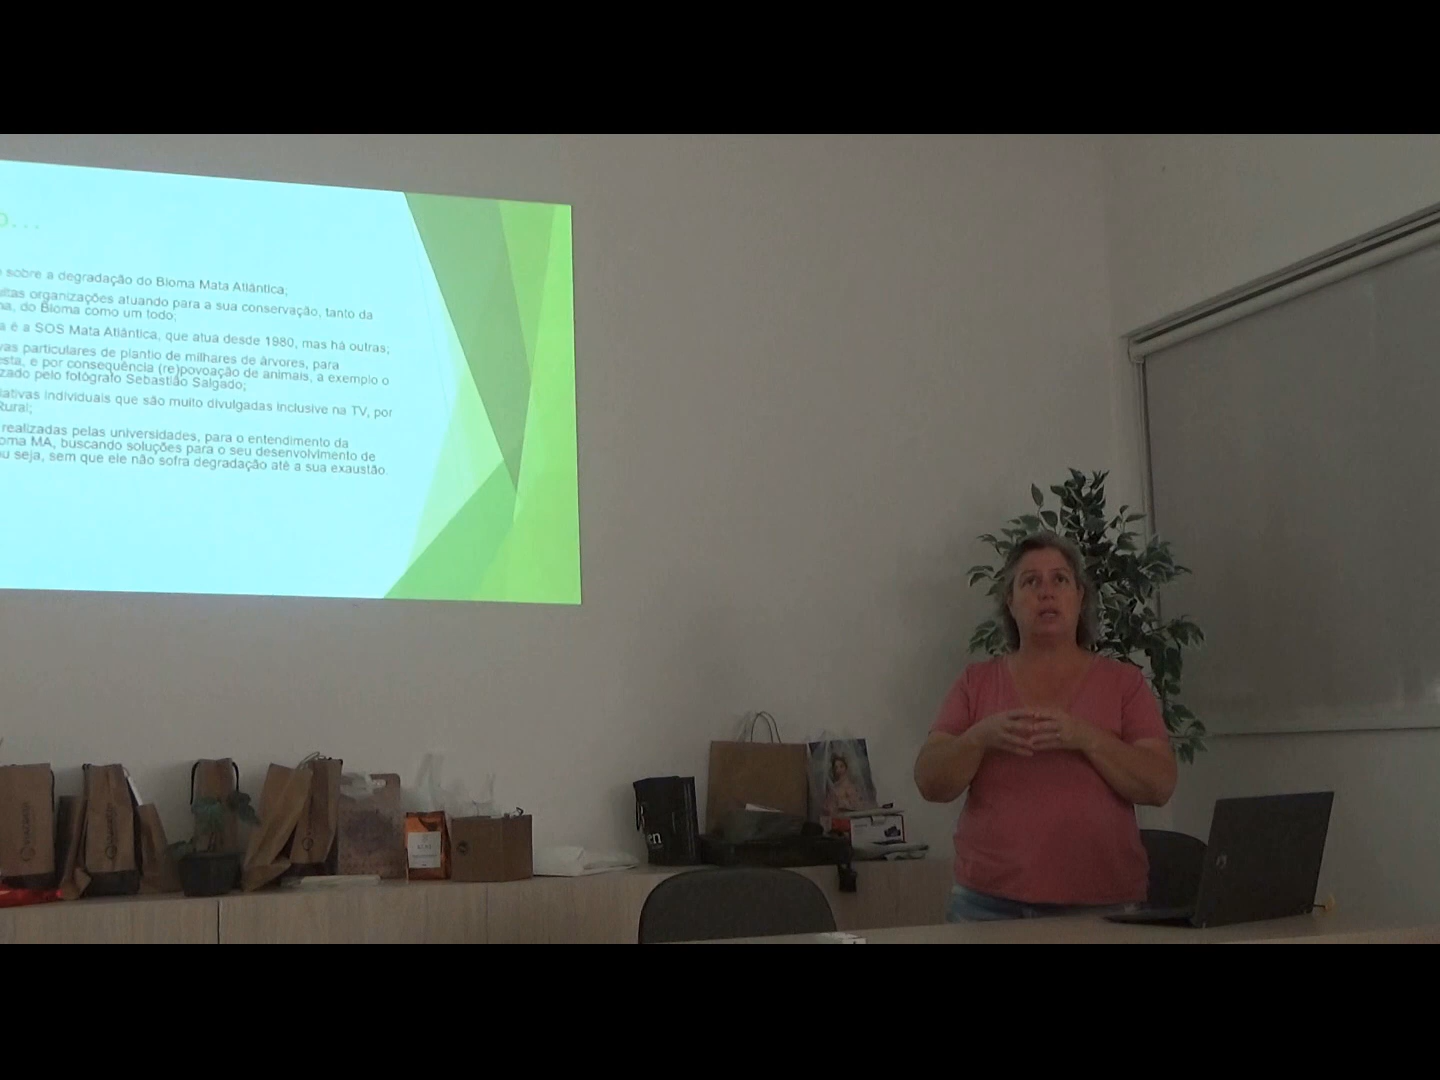 o...
sobre a degradação do Bioma Mata Atlântica;
organizações atuando para a sua conservação, tanto da
do Bioma como um todo;
a é a SOS Mata Atlântica, que atua desde 1980, mas há outras;
vas particulares de plantio de milhares de árvores, para
esta, e por consequência (re)povoação de animais, a exemplo o
zado pelo fotógrafo Sebastião Salgado;
iativas individuais que são muito divulgadas inclusive na TV, por
Rural;
realizadas pelas universidades, para o entendimento da
oma MA, buscando soluções para o seu desenvolvimento de
ou seja, sem que ele não sofra degradação até a sua exaustão.